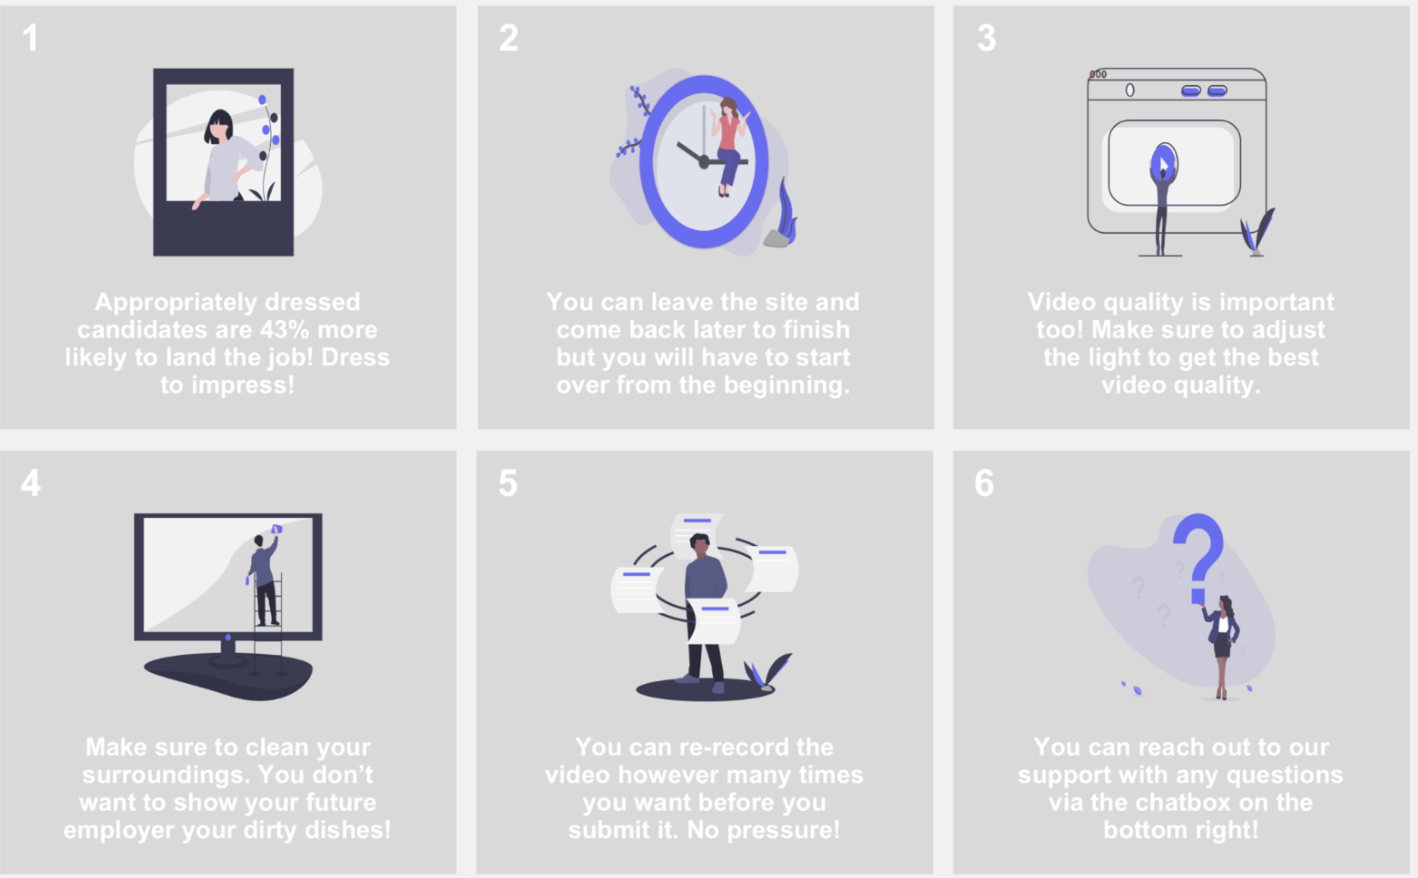 1
Appropriately dressed
candidates are 43% more
likely to land the job! Dress
to impress!
2
You can leave the site and
come back later to finish
but you will have to start
over from the beginning.
3
Video quality is important
too! Make sure to adjust
the light to get the best
video quality.
4
Make sure to clean your
surroundings. You don’t
want to show your future
employer your dirty dishes!
5
You can re-record the
video however many times
you want before you
submit it. No pressure!
6
?
? ? ? ? ?
You can reach out to our
support with any questions
via the chatbox on the
bottom right!